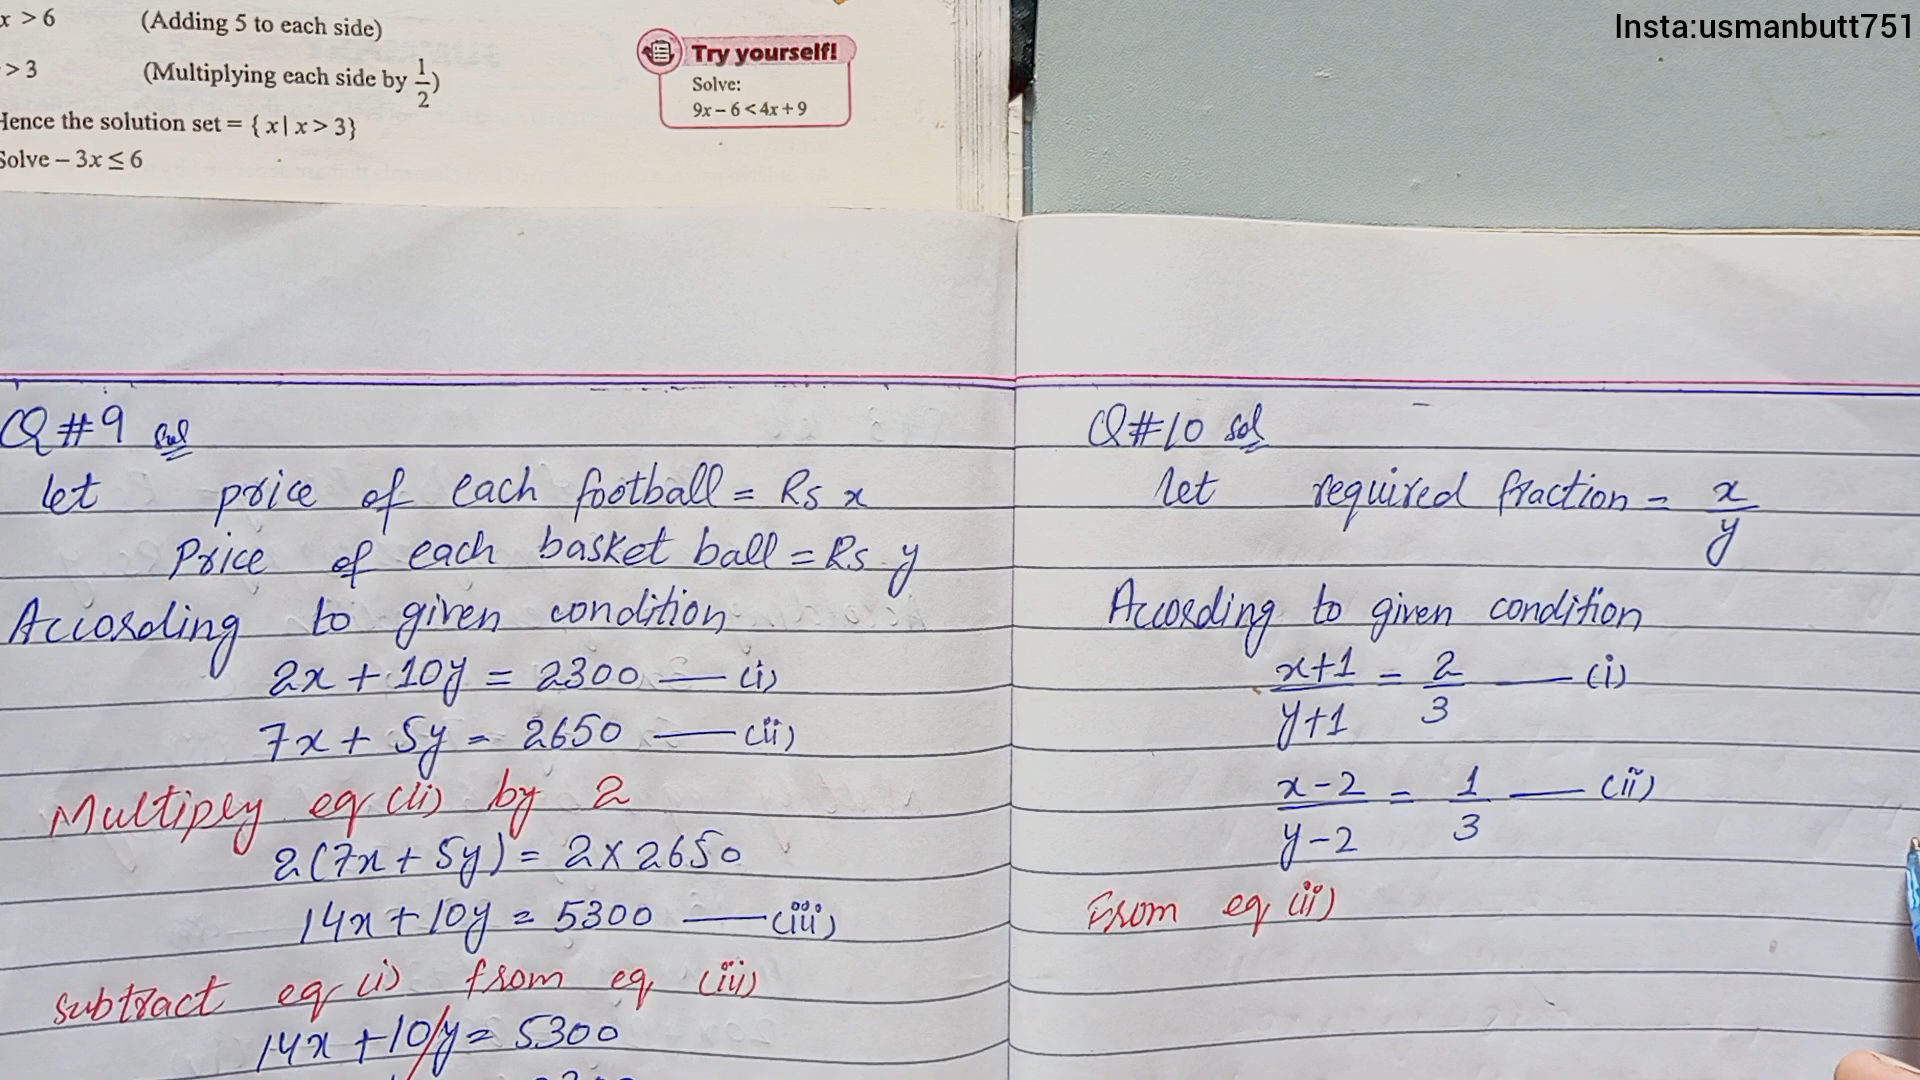 Insta:usmanbutt751
x > 6 (Adding 5 to each side)
> 3 (Multiplying each side by 1/2)
Hence the solution set = { x | x > 3}
Solve – 3x ≤ 6
Try yourself!
Solve:
9x – 6 < 4x + 9
Q #9 Sol
let price of each football = Rs x
Price of each basket ball = Rs y
According to given condition
2x + 10y = 2300 — (i)
7x + 5y = 2650 — (ii)
Multiply eq (ii) by 2
2(7x + 5y) = 2 x 2650
14x + 10y = 5300 — (iii)
subtract eq (i) from eq (iii)
14x + 10y = 5300
Q#10 sol
let required fraction = x/y
According to given condition
x+1/y+1 = 2/3 — (i)
x-2/y-2 = 1/3 — (ii)
From eq (ii)